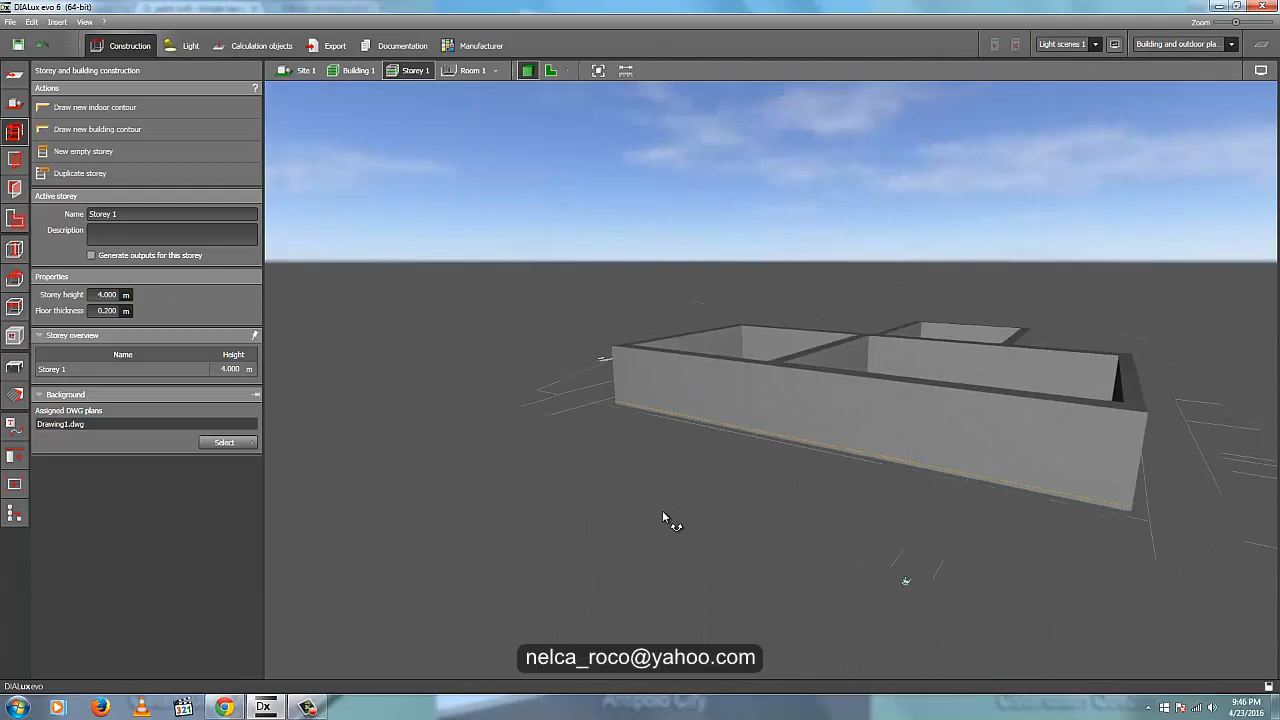 DIALux evo 6 (64-bit)
File Edit Insert View ? Zoom
Construction Light Calculation objects Export Documentation Manufacturer Light scenes 1 Building and outdoor pla...
Storey and building construction Site 1 Building 1 Storey 1 Room 1
Actions ?
Draw new indoor contour
Draw new building contour
New empty storey
Duplicate storey
Active storey
Name Storey 1
Description
Generate outputs for this storey
Properties
Storey height 4.000 m
Floor thickness 0.200 m
Storey overview
Name Height
Storey 1 4.000 m
Background
Assigned DWG plans
Drawing1.dwg
Select
nelca_roco@yahoo.com
DIALux evo
Antipolo City
9:46 PM
4/23/2016